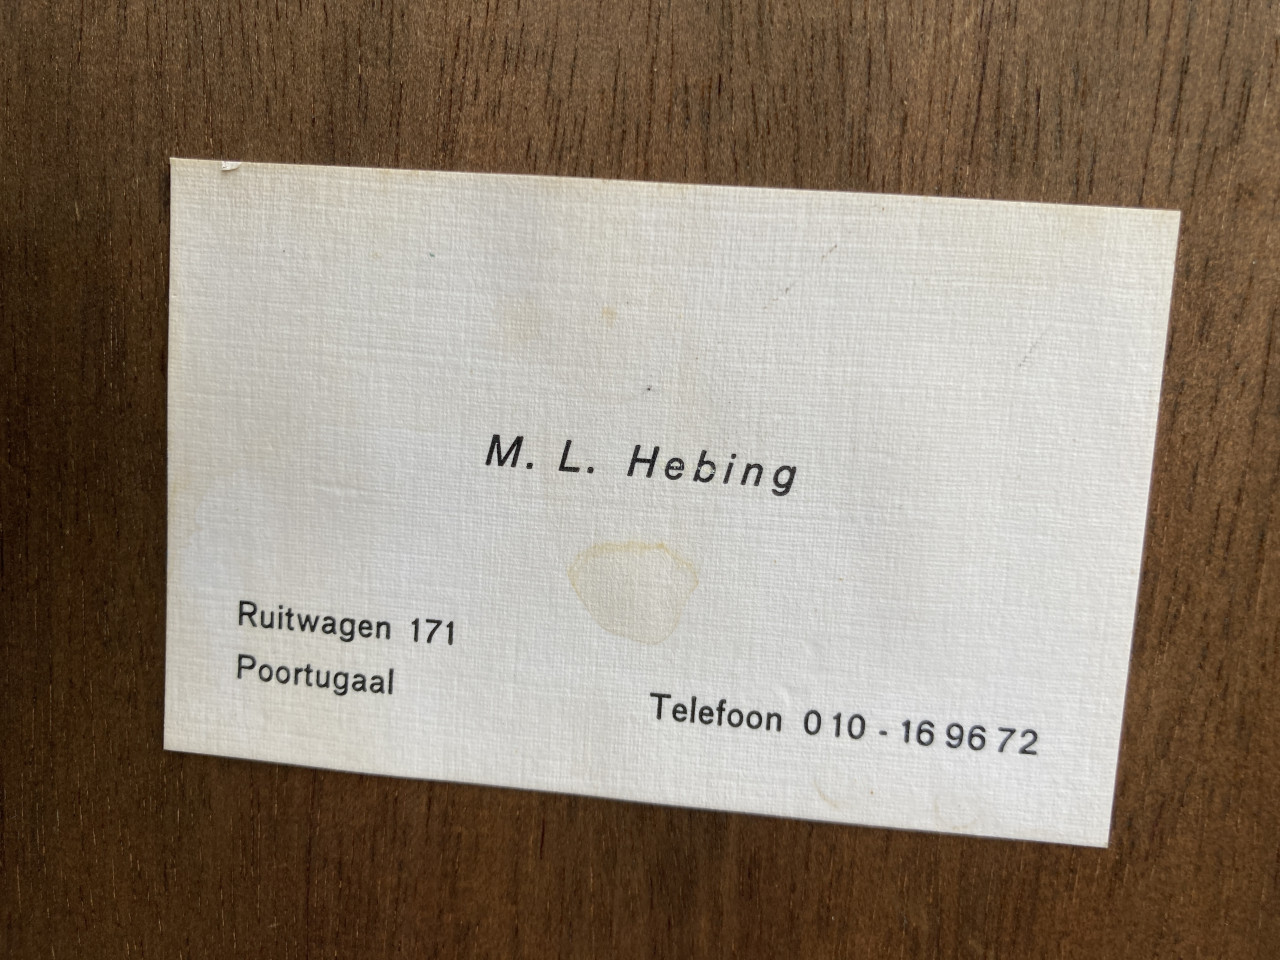 M. L. Hebing
Ruitwagen 171
Poortugaal
Telefoon 010 - 16 96 72